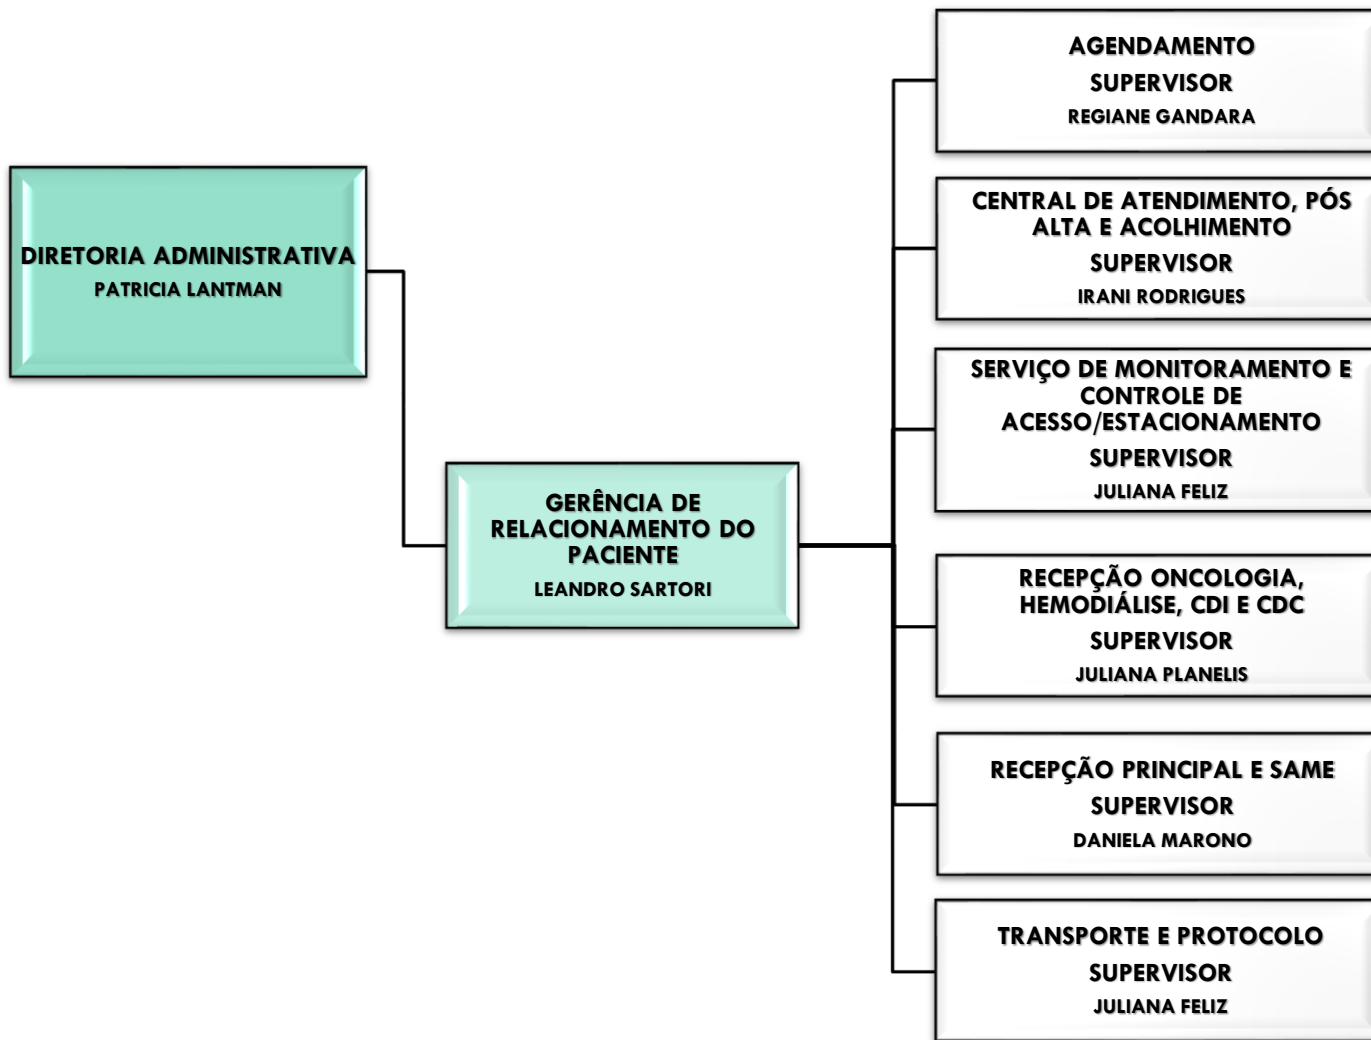 DIRETORIA ADMINISTRATIVA
PATRICIA LANTMAN
GERÊNCIA DE
RELACIONAMENTO DO
PACIENTE
LEANDRO SARTORI
AGENDAMENTO
SUPERVISOR
REGIANE GANDARA
CENTRAL DE ATENDIMENTO, PÓS
ALTA E ACOLHIMENTO
SUPERVISOR
IRANI RODRIGUES
SERVIÇO DE MONITORAMENTO E
CONTROLE DE
ACESSO/ESTACIONAMENTO
SUPERVISOR
JULIANA FELIZ
RECEPÇÃO ONCOLOGIA,
HEMODIÁLISE, CDI E CDC
SUPERVISOR
JULIANA PLANELIS
RECEPÇÃO PRINCIPAL E SAME
SUPERVISOR
DANIELA MARONO
TRANSPORTE E PROTOCOLO
SUPERVISOR
JULIANA FELIZ